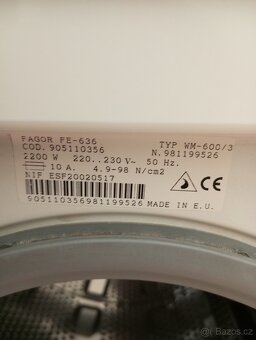 FAGOR FE-636
COD. 905110356 TYP WM-600/3
2200 W 220..230 V~ 50 Hz. N.981199526
10 A. 4.9-98 N/cm2
NIF ESF20020517
CE
905110356981199526 MADE IN E.U.
Bazoš.cz